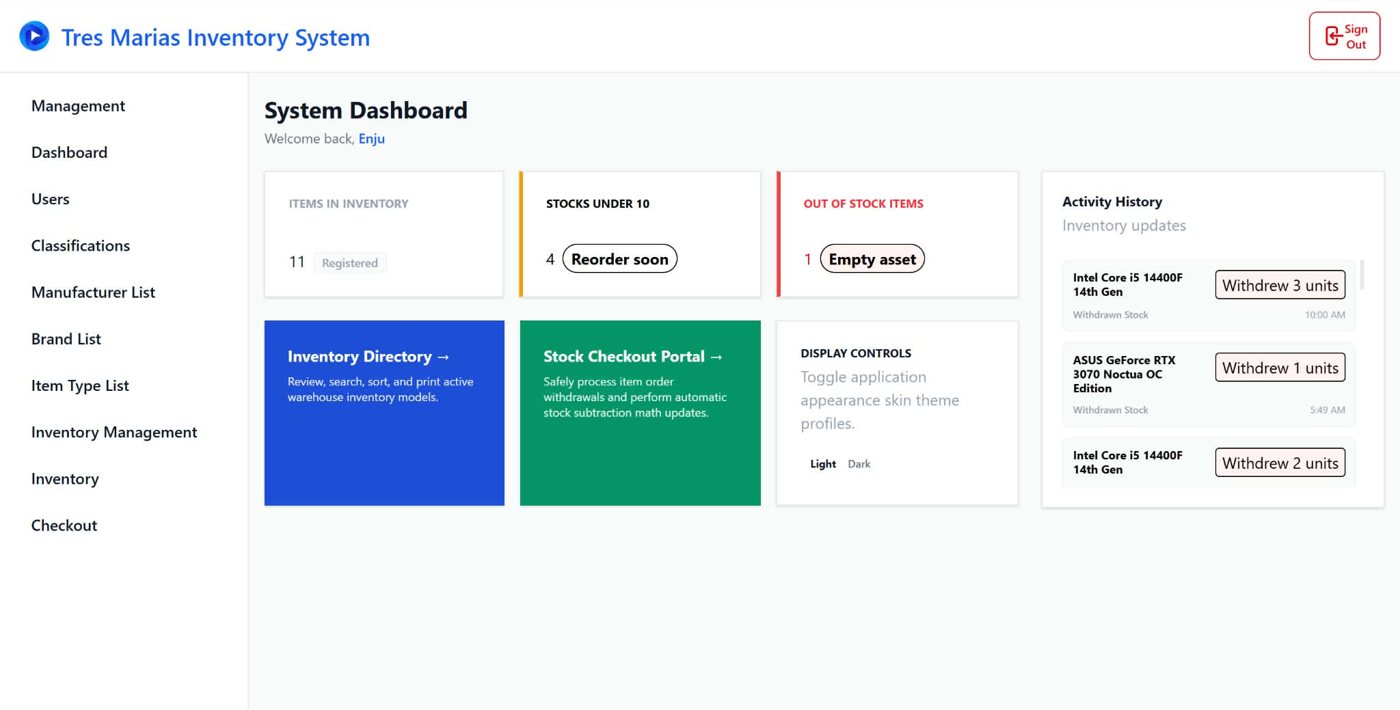 Tres Marias Inventory System
Sign
Out
Management
Dashboard
Users
Classifications
Manufacturer List
Brand List
Item Type List
Inventory Management
Inventory
Checkout
System Dashboard
Welcome back, Enju
ITEMS IN INVENTORY
11 Registered
STOCKS UNDER 10
4 Reorder soon
OUT OF STOCK ITEMS
1 Empty asset
Inventory Directory →
Review, search, sort, and print active
warehouse inventory models.
Stock Checkout Portal →
Safely process item order
withdrawals and perform automatic
stock subtraction math updates.
DISPLAY CONTROLS
Toggle application
appearance skin theme
profiles.
Light Dark
Activity History
Inventory updates
Intel Core i5 14400F
14th Gen
Withdrew 3 units
Withdrawn Stock 10:00 AM
ASUS GeForce RTX
3070 Noctua OC
Edition
Withdrew 1 units
Withdrawn Stock 5:49 AM
Intel Core i5 14400F
14th Gen
Withdrew 2 units